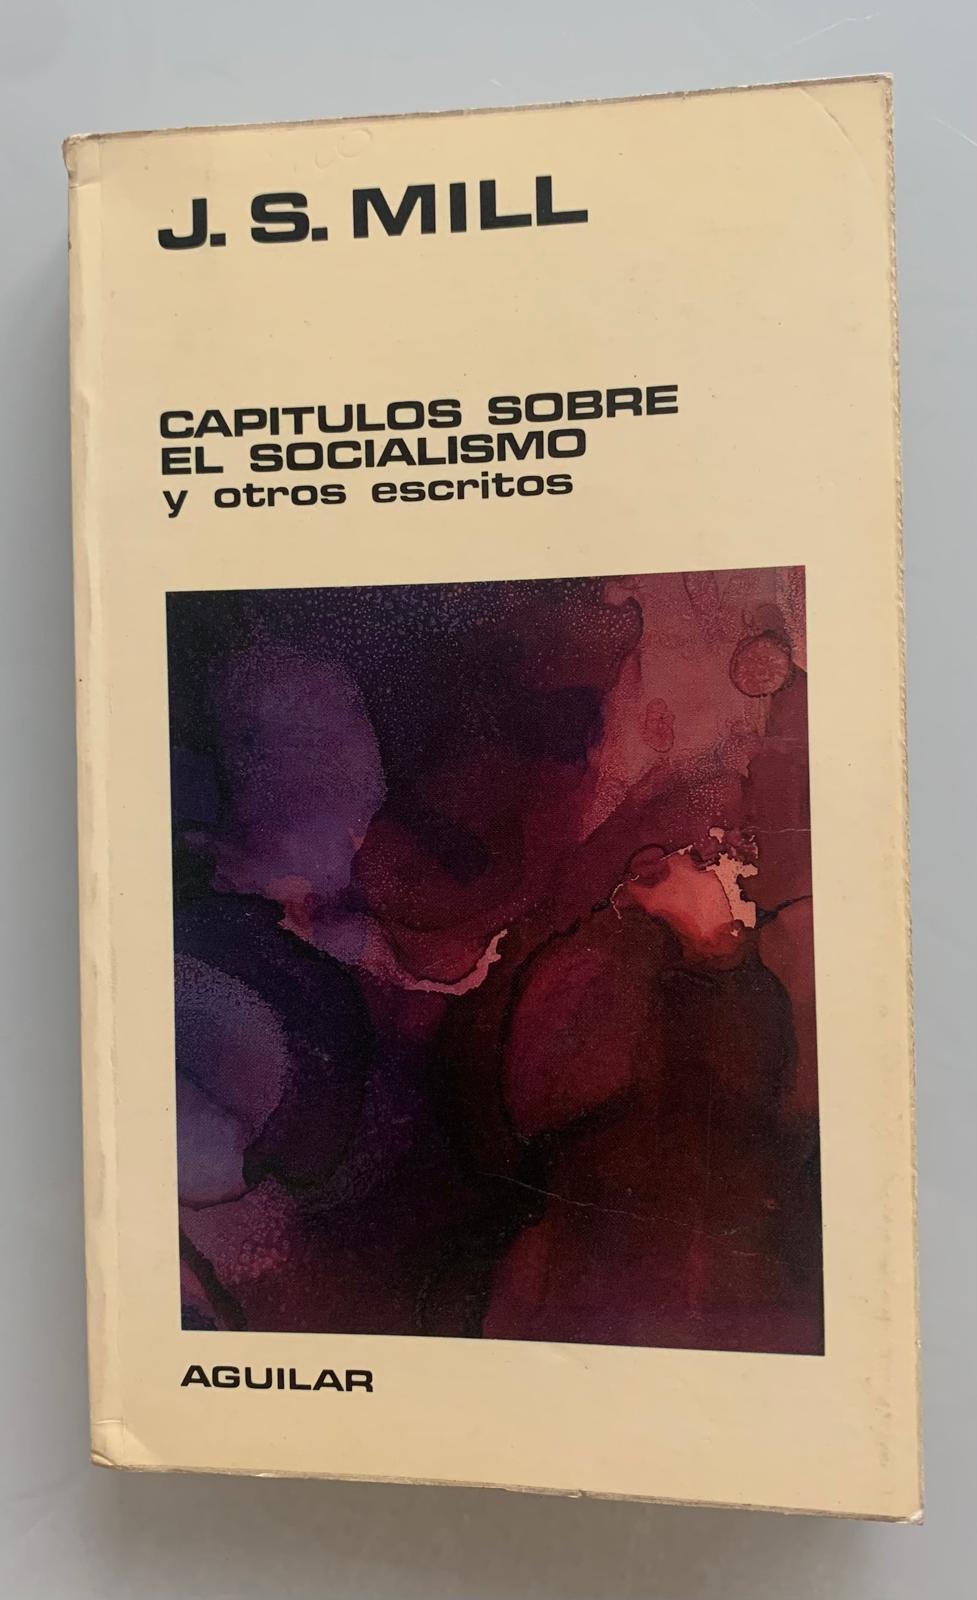 J. S. MILL
CAPITULOS SOBRE
EL SOCIALISMO
y otros escritos
AGUILAR